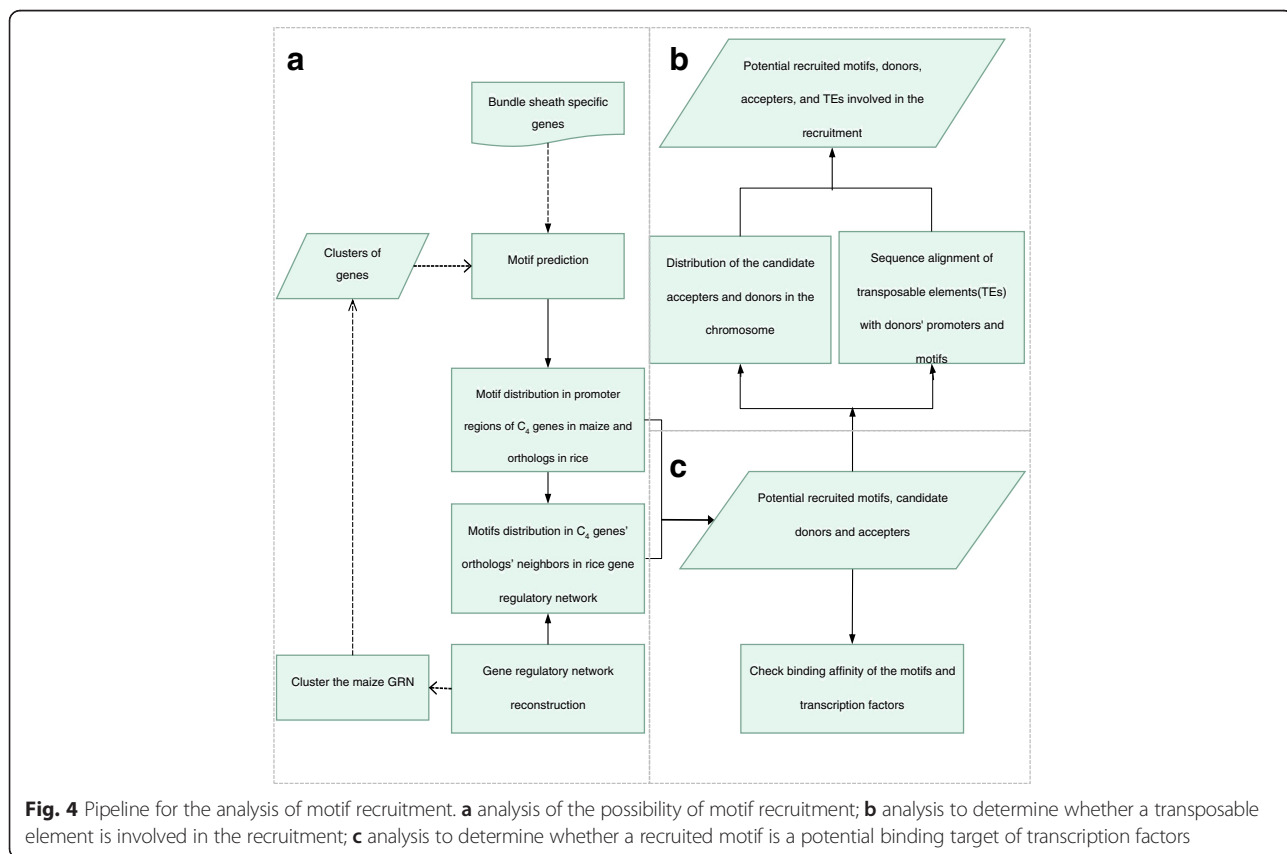 a
Bundle sheath specific
genes
Clusters of
genes
Motif prediction
Motif distribution in promoter
regions of C4 genes in maize and
orthologs in rice
Motifs distribution in C4 genes'
orthologs' neighbors in rice gene
regulatory network
Cluster the maize GRN
Gene regulatory network
reconstruction
b
Potential recruited motifs, donors,
accepters, and TEs involved in the
recruitment
Distribution of the candidate
accepters and donors in the
chromosome
Sequence alignment of
transposable elements(TEs)
with donors' promoters and
motifs
c
Potential recruited motifs, candidate
donors and accepters
Check binding affinity of the motifs and
transcription factors
Fig. 4 Pipeline for the analysis of motif recruitment. a analysis of the possibility of motif recruitment; b analysis to determine whether a transposable
element is involved in the recruitment; c analysis to determine whether a recruited motif is a potential binding target of transcription factors